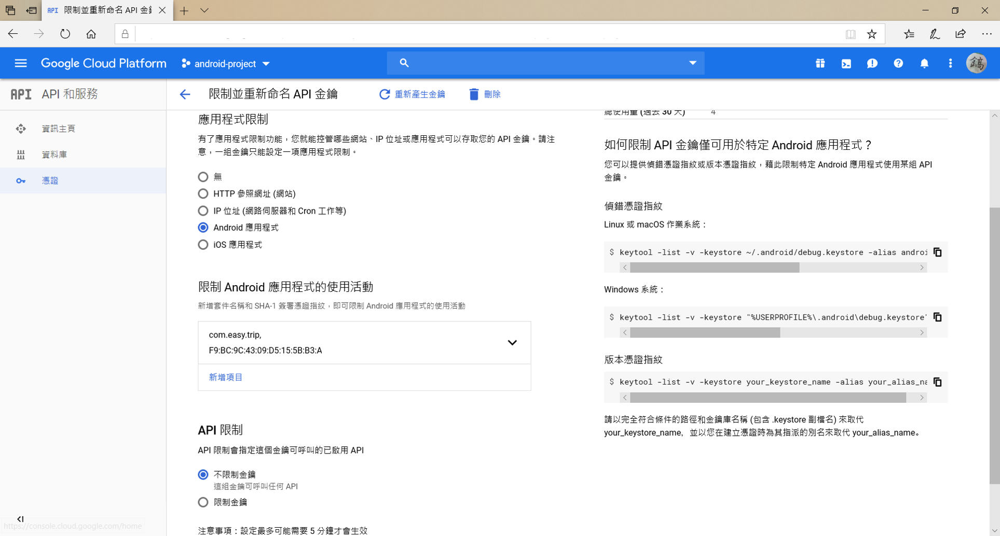 API 限制並重新命名 API 金鑰
Google Cloud Platform
android-project
鎬
API API 和服務
限制並重新命名 API 金鑰
重新產生金鑰
刪除
資訊主頁
資料庫
憑證
應用程式限制
有了應用程式限制功能，您就能控管哪些網站、IP 位址或應用程式可以存取您的 API 金鑰。請注
意，一組金鑰只能設定一項應用程式限制。
無
HTTP 參照網址 (網站)
IP 位址 (網路伺服器和 Cron 工作等)
Android 應用程式
iOS 應用程式
限制 Android 應用程式的使用活動
新增套件名稱和 SHA-1 簽署憑證指紋，即可限制 Android 應用程式的使用活動
com.easy.trip,
F9:BC:9C:43:09:D5:15:5B:B3:A
新增項目
API 限制
API 限制會指定這個金鑰可呼叫的已啟用 API
不限制金鑰
這組金鑰可呼叫任何 API
限制金鑰
注意事項：設定最多可能需要 5 分鐘才會生效
總使用量 (過去 30 天) 4
如何限制 API 金鑰僅可用於特定 Android 應用程式？
您可以提供偵錯憑證指紋或版本憑證指紋，藉此限制特定 Android 應用程式使用某組 API
金鑰。
偵錯憑證指紋
Linux 或 macOS 作業系統：
$ keytool -list -v -keystore ~/.android/debug.keystore -alias androi
Windows 系統：
$ keytool -list -v -keystore "%USERPROFILE%\.android\debug.keystore"
版本憑證指紋
$ keytool -list -v -keystore your_keystore_name -alias your_alias_na
請以完全符合條件的路徑和金鑰庫名稱 (包含 .keystore 副檔名) 來取代
your_keystore_name，並以您在建立憑證時為其指派的別名來取代 your_alias_name。
https://console.cloud.google.com/home